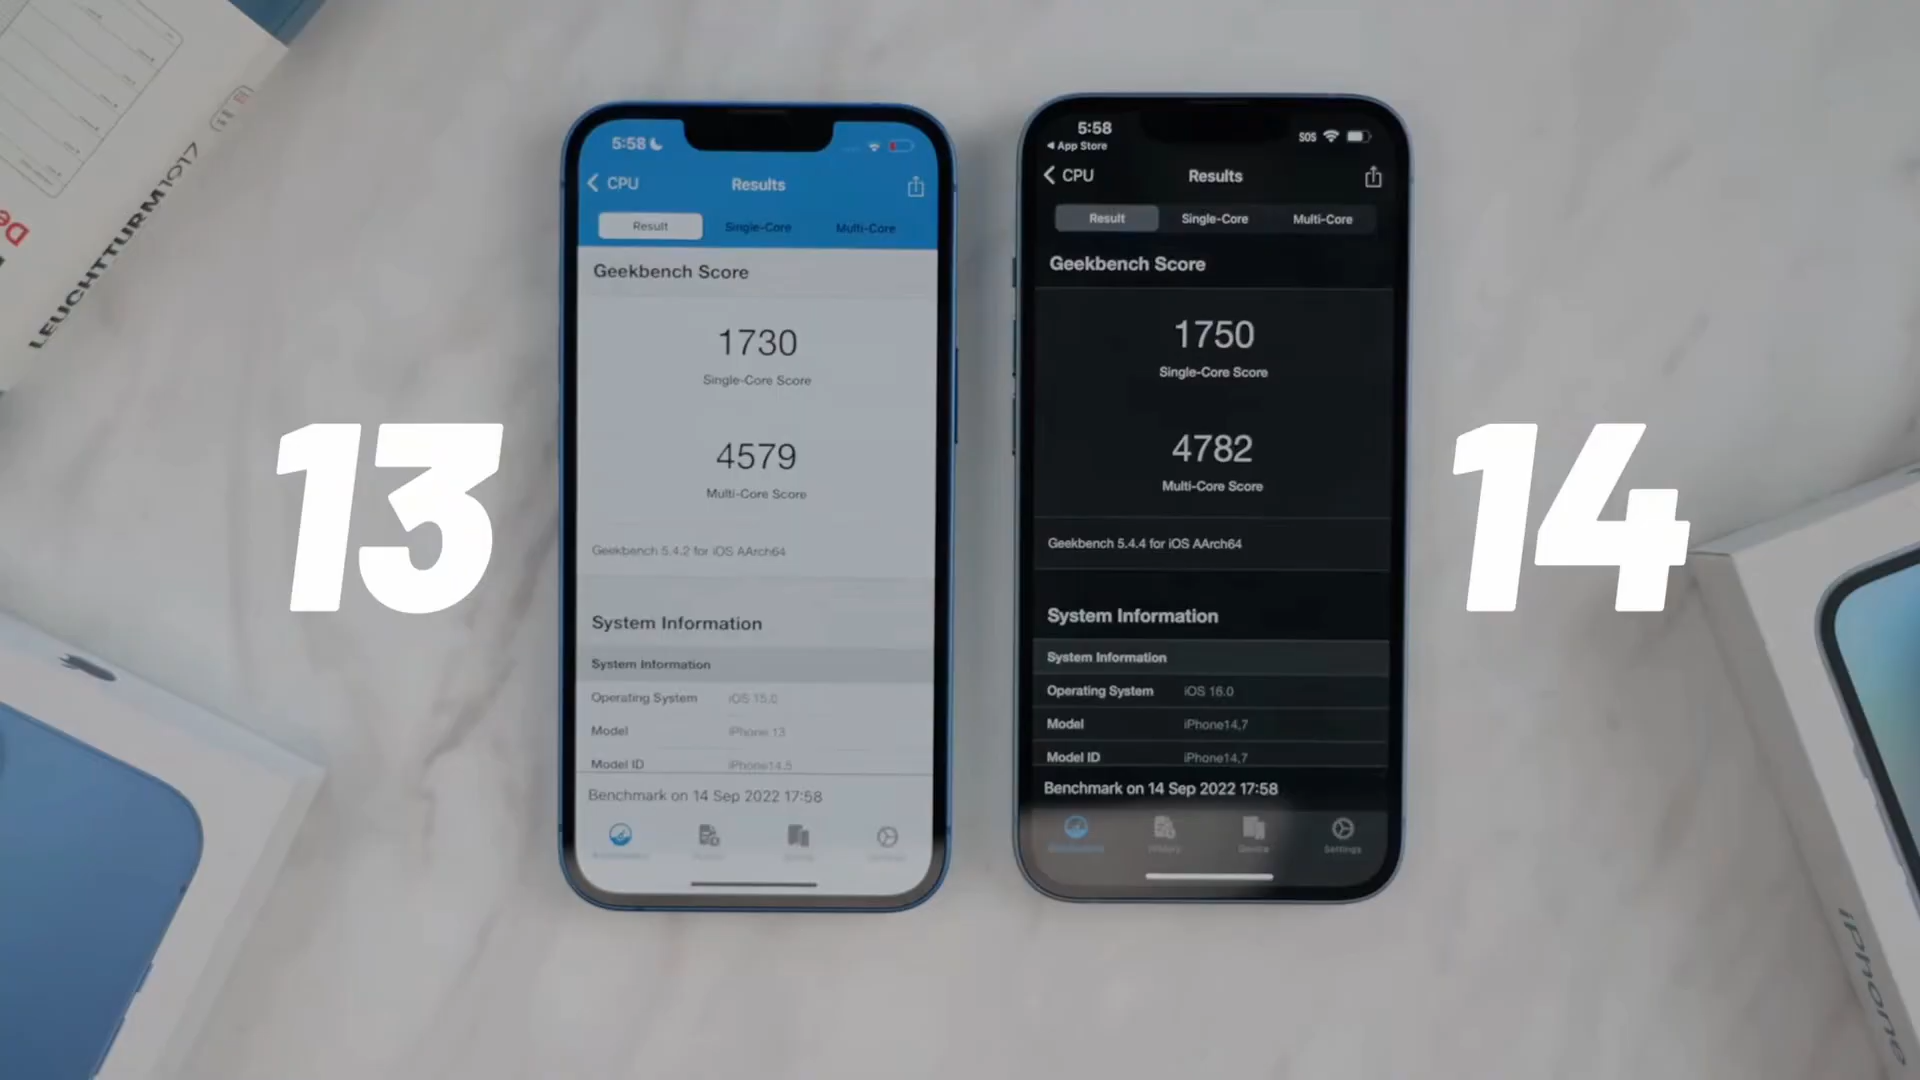 LEUCHTTURM1917
13
5:58
CPU
Results
Result
Single-Core
Multi-Core
Geekbench Score
1730
Single-Core Score
4579
Multi-Core Score
Geekbench 5.4.2 for iOS AArch64
System Information
System Information
Operating System iOS 15.0
Model iPhone 13
Model ID iPhone14,5
Benchmark on 14 Sep 2022 17:58
5:58
SOS
App Store
CPU
Results
Result
Single-Core
Multi-Core
Geekbench Score
1750
Single-Core Score
4782
Multi-Core Score
Geekbench 5.4.4 for iOS AArch64
System Information
System Information
Operating System iOS 16.0
Model iPhone14,7
Model ID iPhone14,7
Benchmark on 14 Sep 2022 17:58
History
Device
Settings
14
iPhone